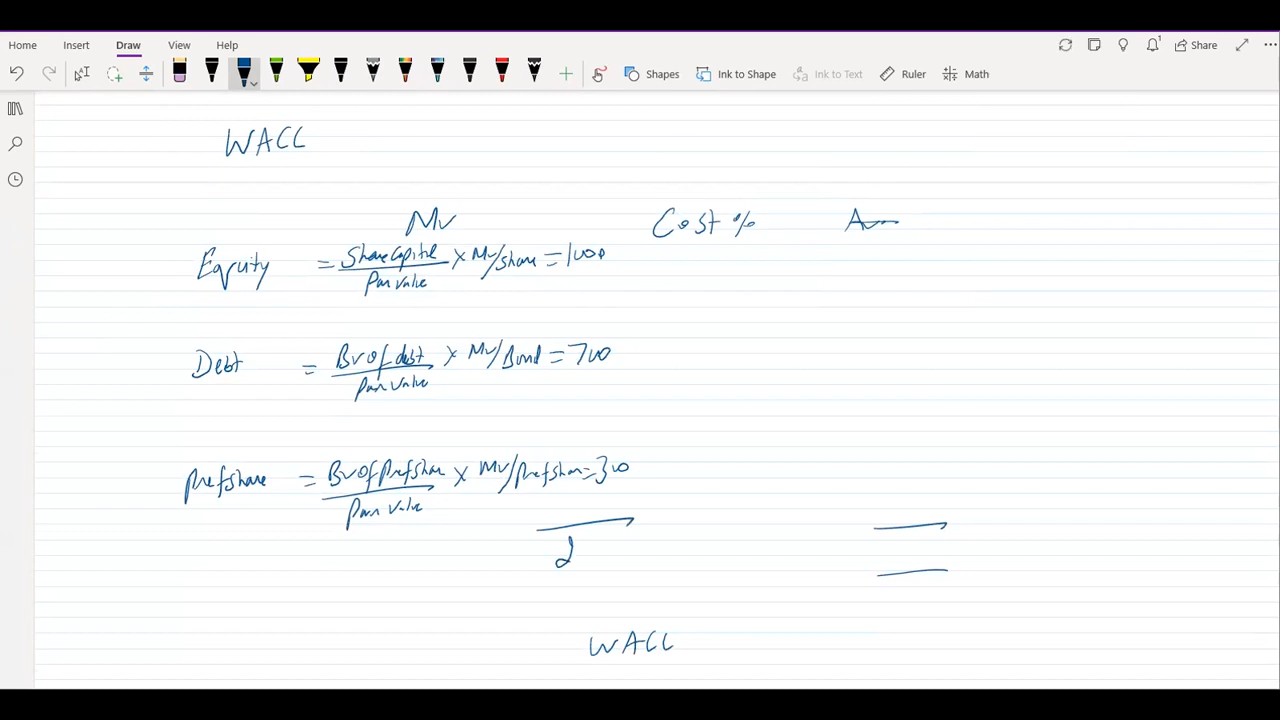 Home Insert Draw View Help
Share
Shapes Ink to Shape Ink to Text Ruler Math
WACC
Mv Cost %
Equity = Share Capital / Par value × Mv/share = 1000
Debt = Bv of debt / Par value × Mv/Bond = 700
Pref share = Bv of Pref shar / Par value × Mv/Pref shar = 300
2
WACC